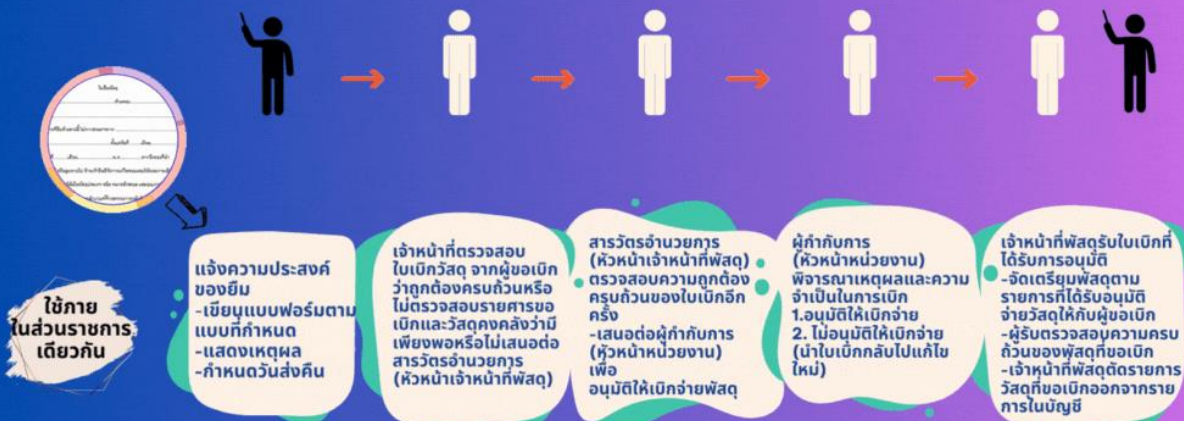 ใช้ภาย
ในส่วนราชการ
เดียวกัน
แจ้งความประสงค์
ของยืม
-เขียนแบบฟอร์มตาม
แบบที่กำหนด
-แสดงเหตุผล
-กำหนดวันส่งคืน
เจ้าหน้าที่ตรวจสอบ
ใบเบิกวัสดุ จากผู้ขอเบิก
ว่าถูกต้องครบถ้วนหรือ
ไม่ตรวจสอบรายศารขอ
เบิกและวัสดุคงคลังว่ามี
เพียงพอหรือไม่เสนอต่อ
สารวัตรอำนวยการ
(หัวหน้าเจ้าหน้าที่พัสดุ)
สารวัตรอำนวยการ
(หัวหน้าเจ้าหน้าที่พัสดุ)
ตรวจสอบความถูกต้อง
ครบถ้วนของใบเบิกอีก
ครั้ง
-เสนอต่อผู้กำกับการ
(หัวหน้าหน่วยงาน)
เพื่อ
อนุมัติให้เบิกจ่ายพัสดุ
ผู้กำกับการ
(หัวหน้าหน่วยงาน)
พิจารณาเหตุผลและความ
จำเป็นในการเบิก
1.อนุมัติให้เบิกจ่าย
2. ไม่อนุมัติให้เบิกจ่าย
(นำใบเบิกกลับไปแก้ไข
ใหม่)
เจ้าหน้าที่พัสดุรับใบเบิกที่
ได้รับการอนุมัติ
-จัดเตรียมพัสดุตาม
รายการที่ได้รับอนุมัติ
จ่ายวัสดุให้กับผู้ขอเบิก
-ผู้รับตรวจสอบความครบ
ถ้วนของพัสดุที่ขอเบิก
-เจ้าหน้าที่พัสดุตัดรายการ
วัสดุที่ขอเบิกออกจากราย
การในบัญชี